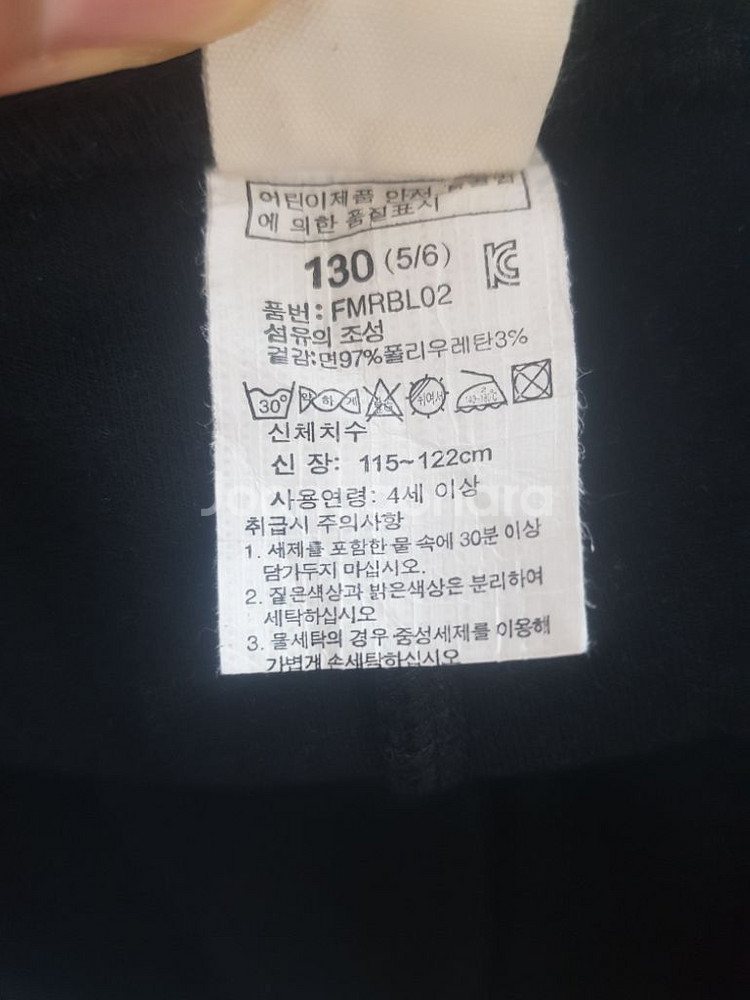 어린이제품 안전
에 의한 품질표시
130 (5/6)
품번: FMRBL02
섬유의 조성
겉감:면97%폴리우레탄3%
30° 약하게 뉘여서
신체치수
신 장: 115~122cm
사용연령: 4세 이상
취급시 주의사항
1. 세제를 포함한 물 속에 30분 이상
담가두지 마십시오.
2. 짙은색상과 밝은색상은 분리하여
세탁하십시오
3. 물세탁의 경우 중성세제를 이용해
가볍게 손세탁하십시오